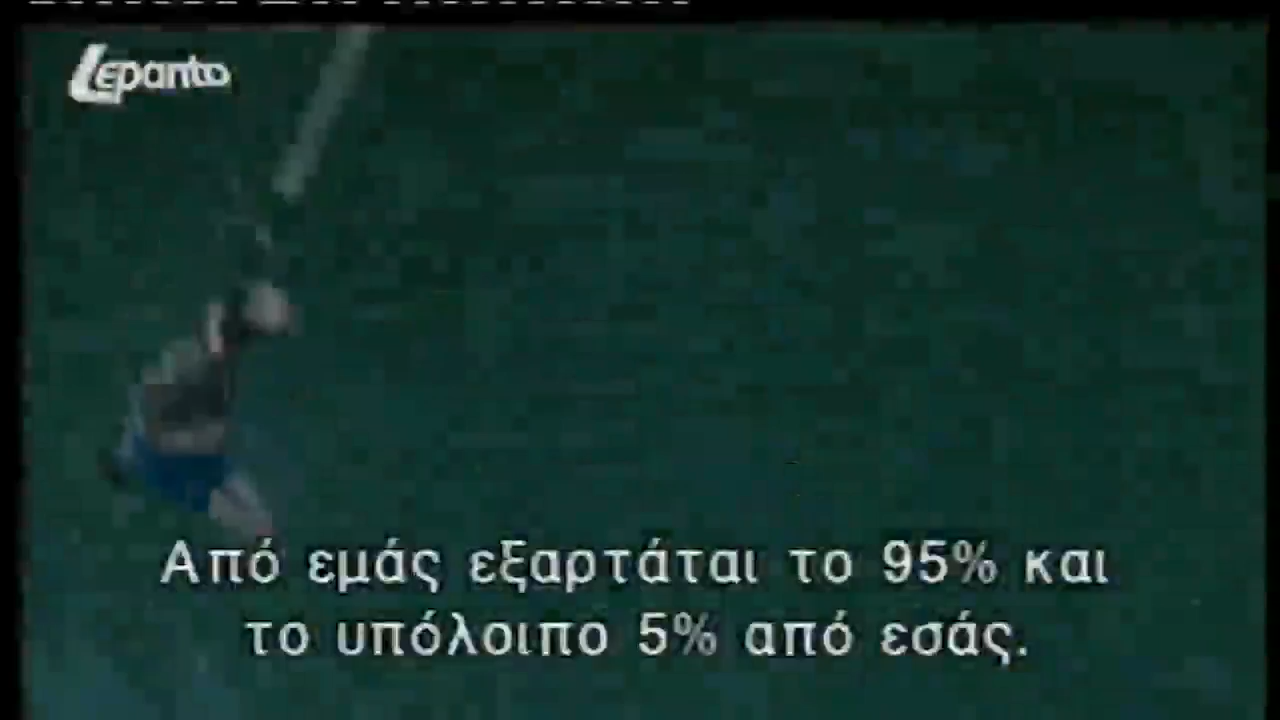 Lepanto
Από εμάς εξαρτάται το 95% και
το υπόλοιπο 5% από εσάς.